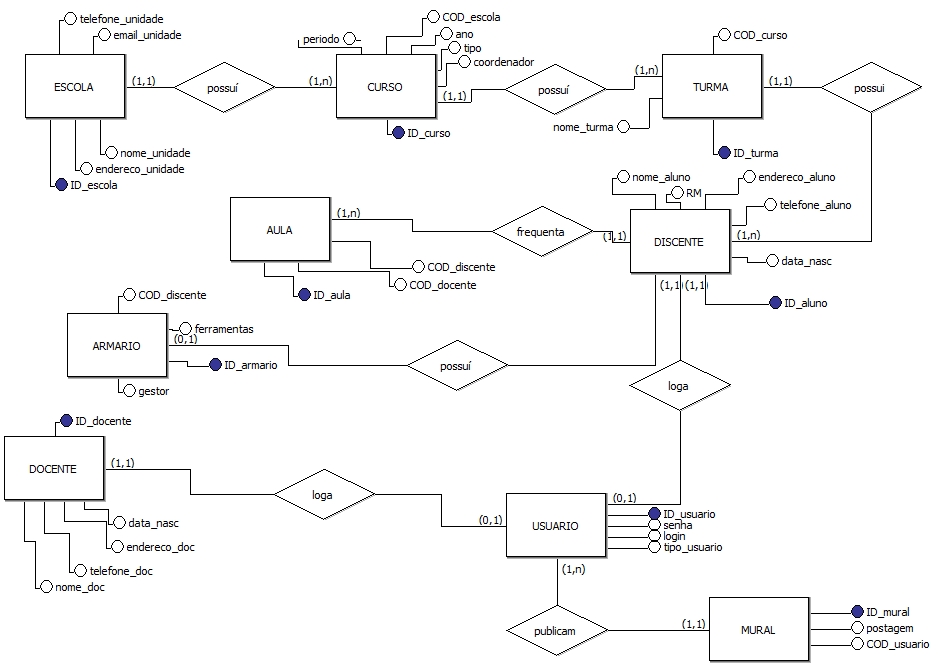 telefone_unidade
email_unidade
ESCOLA
(1,1)
possuí
(1,n)
nome_unidade
endereco_unidade
ID_escola
periodo
COD_escola
ano
tipo
coordenador
CURSO
(1,1)
ID_curso
possuí
(1,n)
COD_curso
TURMA
(1,1)
nome_turma
ID_turma
possui
nome_aluno
RM
endereco_aluno
telefone_aluno
(1,n)
DISCENTE
data_nasc
ID_aluno
(1,1)
(1,1)
(1,1)
frequenta
(1,n)
AULA
COD_discente
COD_docente
ID_aula
COD_discente
ferramentas
(0,1)
ARMARIO
ID_armario
gestor
possuí
loga
ID_docente
DOCENTE
(1,1)
data_nasc
endereco_doc
telefone_doc
nome_doc
loga
(0,1)
(0,1)
USUARIO
ID_usuario
senha
login
tipo_usuario
(1,n)
publicam
(1,1)
MURAL
ID_mural
postagem
COD_usuario